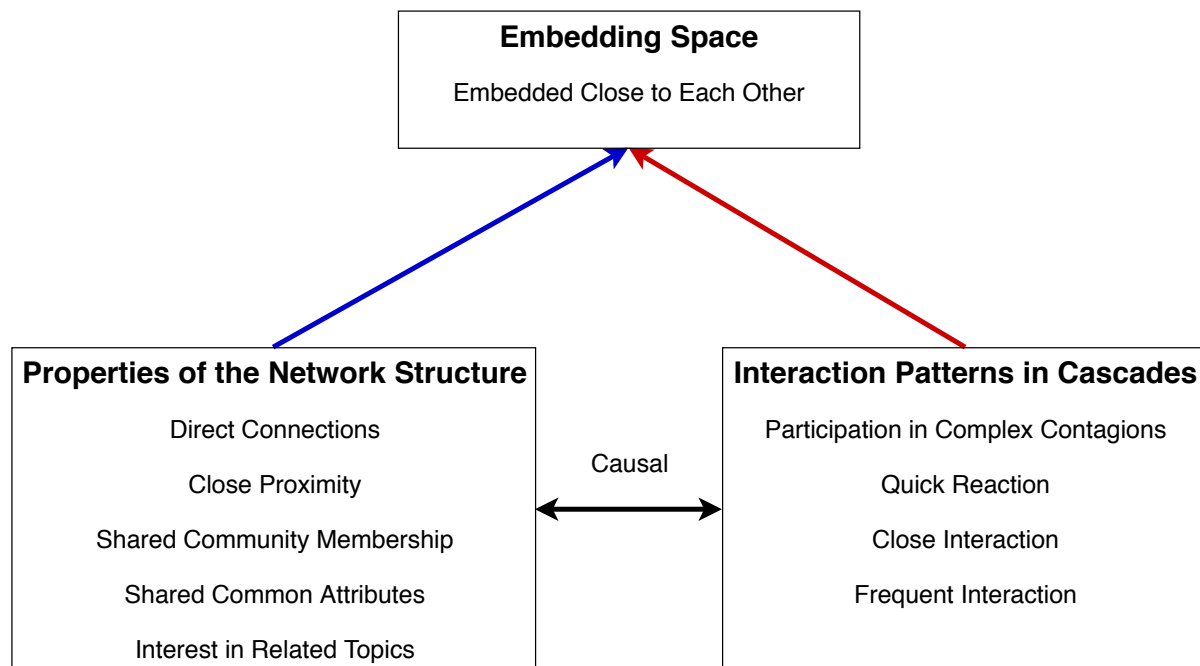 Embedding Space
Embedded Close to Each Other
Properties of the Network Structure
Direct Connections
Close Proximity
Shared Community Membership
Shared Common Attributes
Interest in Related Topics
Causal
Interaction Patterns in Cascades
Participation in Complex Contagions
Quick Reaction
Close Interaction
Frequent Interaction